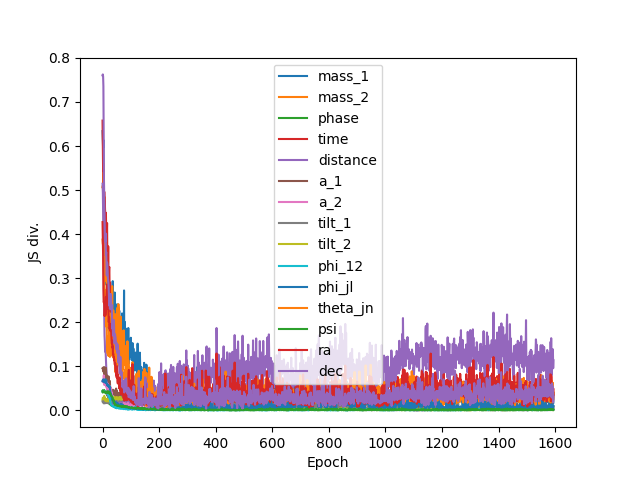 0.8
0.7
0.6
0.5
0.4
0.3
0.2
0.1
0.0
JS div.
mass_1
mass_2
phase
time
distance
a_1
a_2
tilt_1
tilt_2
phi_12
phi_jl
theta_jn
psi
ra
dec
0 200 400 600 800 1000 1200 1400 1600
Epoch